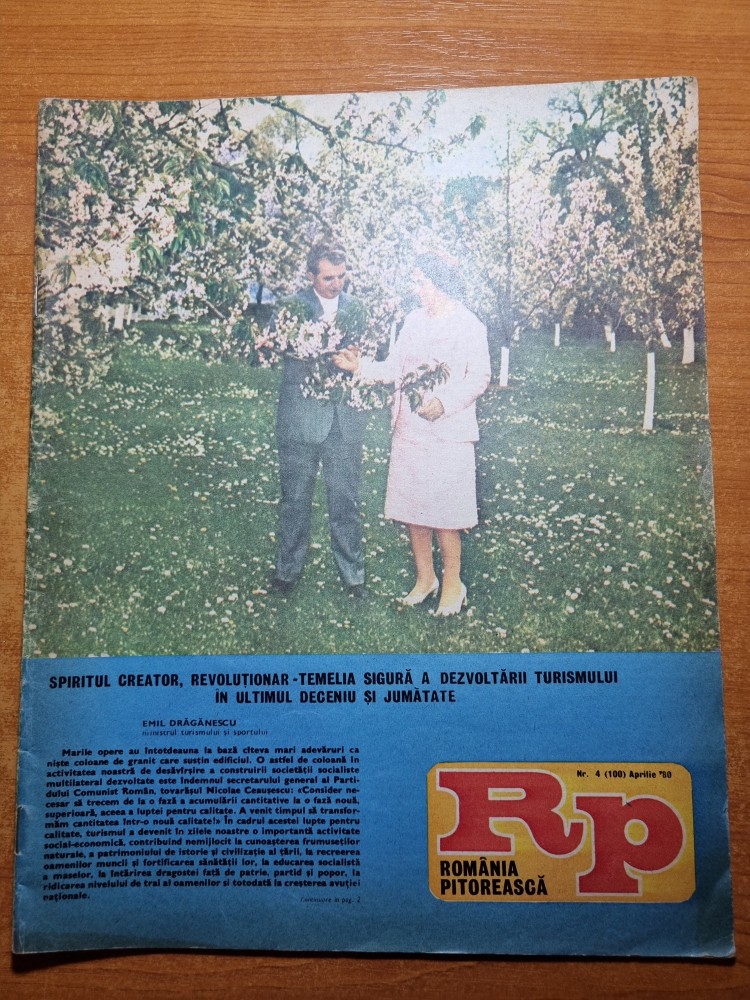 SPIRITUL CREATOR, REVOLUȚIONAR-TEMELIA SIGURĂ A DEZVOLTĂRII TURISMULUI
ÎN ULTIMUL DECENIU ȘI JUMĂTATE
EMIL DRĂGĂNESCU
ministrul turismului și sportului
Marile opere au întotdeauna la bază cîteva mari adevăruri ca
niște coloane de granit care susțin edificiul. O astfel de coloană în
activitatea noastră de desăvîrșire a construirii societății socialiste
multilateral dezvoltate este îndemnul secretarului general al Parti-
dului Comunist Român, tovarășul Nicolae Ceaușescu: «Consider ne-
cesar să trecem de la o fază a acumulării cantitative la o fază nouă,
superioară, aceea a luptei pentru calitate. A venit timpul să transfor-
măm cantitatea într-o nouă calitate!» În cadrul acestei lupte pentru
calitate, turismul a devenit în zilele noastre o importantă activitate
social-economică, contribuind nemijlocit la cunoașterea frumuseților
naturale, a patrimoniului de istorie și civilizație al țării, la recreerea
oamenilor muncii și fortificarea sănătății lor, la educarea socialistă
a maselor, la întărirea dragostei față de patrie, partid și popor, la
ridicarea nivelului de trai al oamenilor și totodată la creșterea avuției
naționale.
Continuare în pag. 2
Nr. 4 (100) Aprilie '80
Rp
ROMÂNIA
PITOREASCĂ